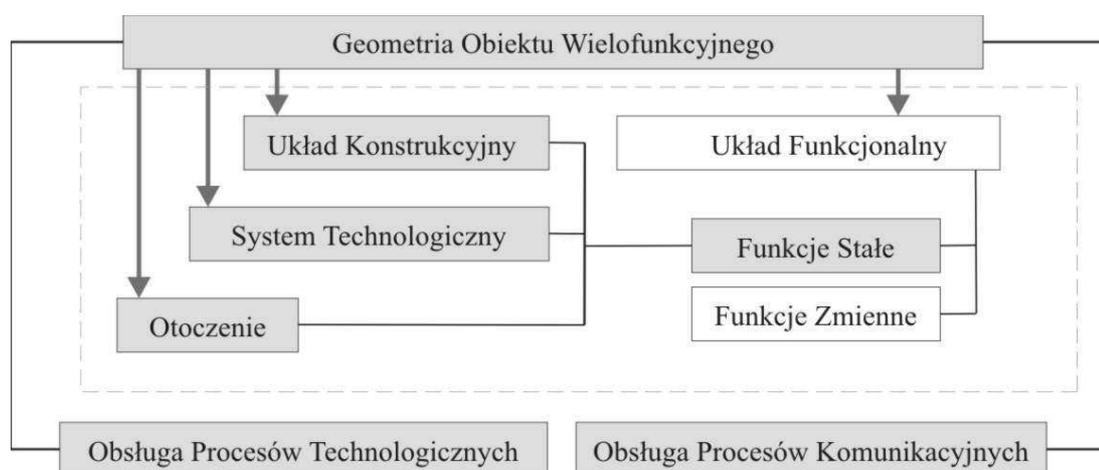 Geometria Obiektu Wielofunkcyjnego
Układ Konstrukcyjny
Układ Funkcjonalny
System Technologiczny
Funkcje Stałe
Otoczenie
Funkcje Zmienne
Obsługa Procesów Technologicznych
Obsługa Procesów Komunikacyjnych